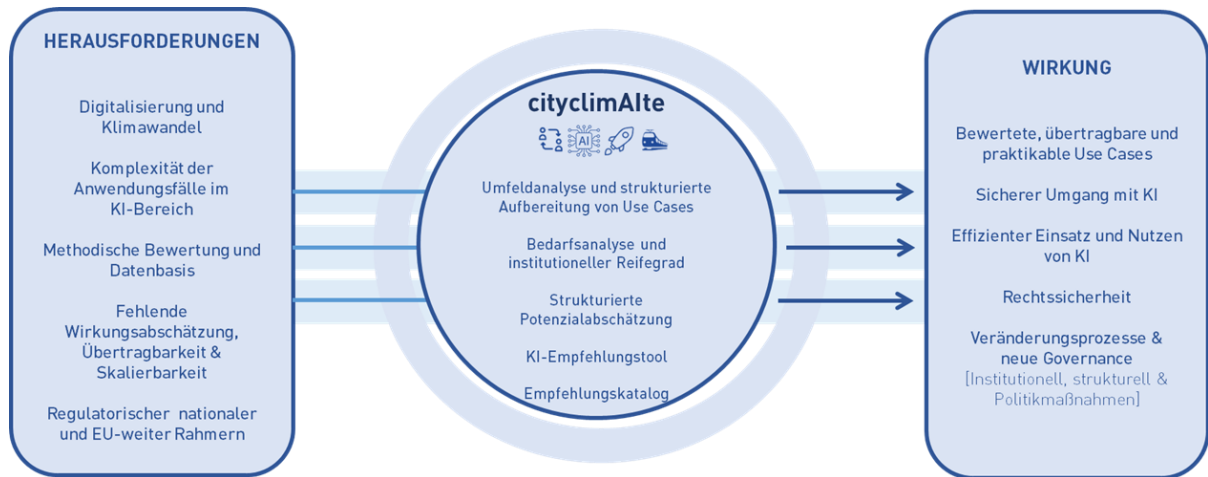 HERAUSFORDERUNGEN
Digitalisierung und
Klimawandel
Komplexität der
Anwendungsfälle im
KI-Bereich
Methodische Bewertung und
Datenbasis
Fehlende
Wirkungsabschätzung,
Übertragbarkeit &
Skalierbarkeit
Regulatorischer nationaler
und EU-weiter Rahmern
cityclimAIte
AI
Umfeldanalyse und strukturierte
Aufbereitung von Use Cases
Bedarfsanalyse und
institutioneller Reifegrad
Strukturierte
Potenzialabschätzung
KI-Empfehlungstool
Empfehlungskatalog
WIRKUNG
Bewertete, übertragbare und
praktikable Use Cases
Sicherer Umgang mit KI
Effizienter Einsatz und Nutzen
von KI
Rechtssicherheit
Veränderungsprozesse &
neue Governance
[Institutionell, strukturell &
Politikmaßnahmen]